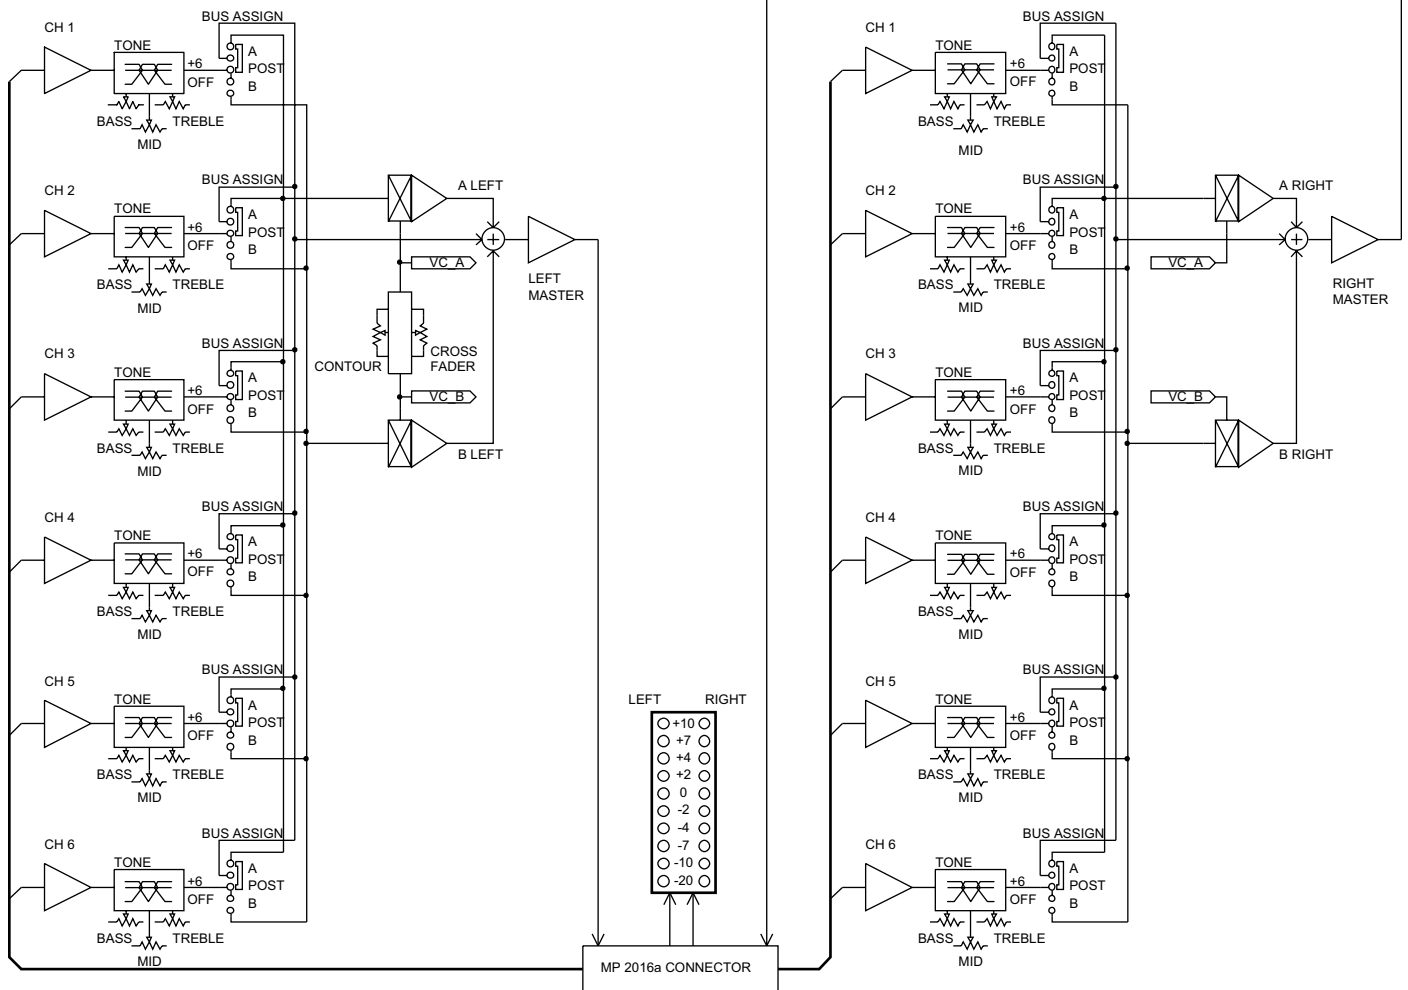 BUS ASSIGN
CH 1
TONE
+6
OFF
A
POST
B
BASS
TREBLE
MID
BUS ASSIGN
CH 2
TONE
+6
OFF
A
POST
B
BASS
TREBLE
MID
BUS ASSIGN
CH 3
TONE
+6
OFF
A
POST
B
BASS
TREBLE
MID
BUS ASSIGN
CH 4
TONE
+6
OFF
A
POST
B
BASS
TREBLE
MID
BUS ASSIGN
CH 5
TONE
+6
OFF
A
POST
B
BASS
TREBLE
MID
BUS ASSIGN
CH 6
TONE
+6
OFF
A
POST
B
BASS
TREBLE
MID
A LEFT
VC_A
LEFT
MASTER
CONTOUR
CROSS
FADER
VC_B
B LEFT
LEFT
RIGHT
+10
+7
+4
+2
0
-2
-4
-7
-10
-20
MP 2016a CONNECTOR
BUS ASSIGN
CH 1
TONE
+6
OFF
A
POST
B
BASS
TREBLE
MID
BUS ASSIGN
CH 2
TONE
+6
OFF
A
POST
B
BASS
TREBLE
MID
BUS ASSIGN
CH 3
TONE
+6
OFF
A
POST
B
BASS
TREBLE
MID
BUS ASSIGN
CH 4
TONE
+6
OFF
A
POST
B
BASS
TREBLE
MID
BUS ASSIGN
CH 5
TONE
+6
OFF
A
POST
B
BASS
TREBLE
MID
BUS ASSIGN
CH 6
TONE
+6
OFF
A
POST
B
BASS
TREBLE
MID
A RIGHT
VC_A
RIGHT
MASTER
VC_B
B RIGHT